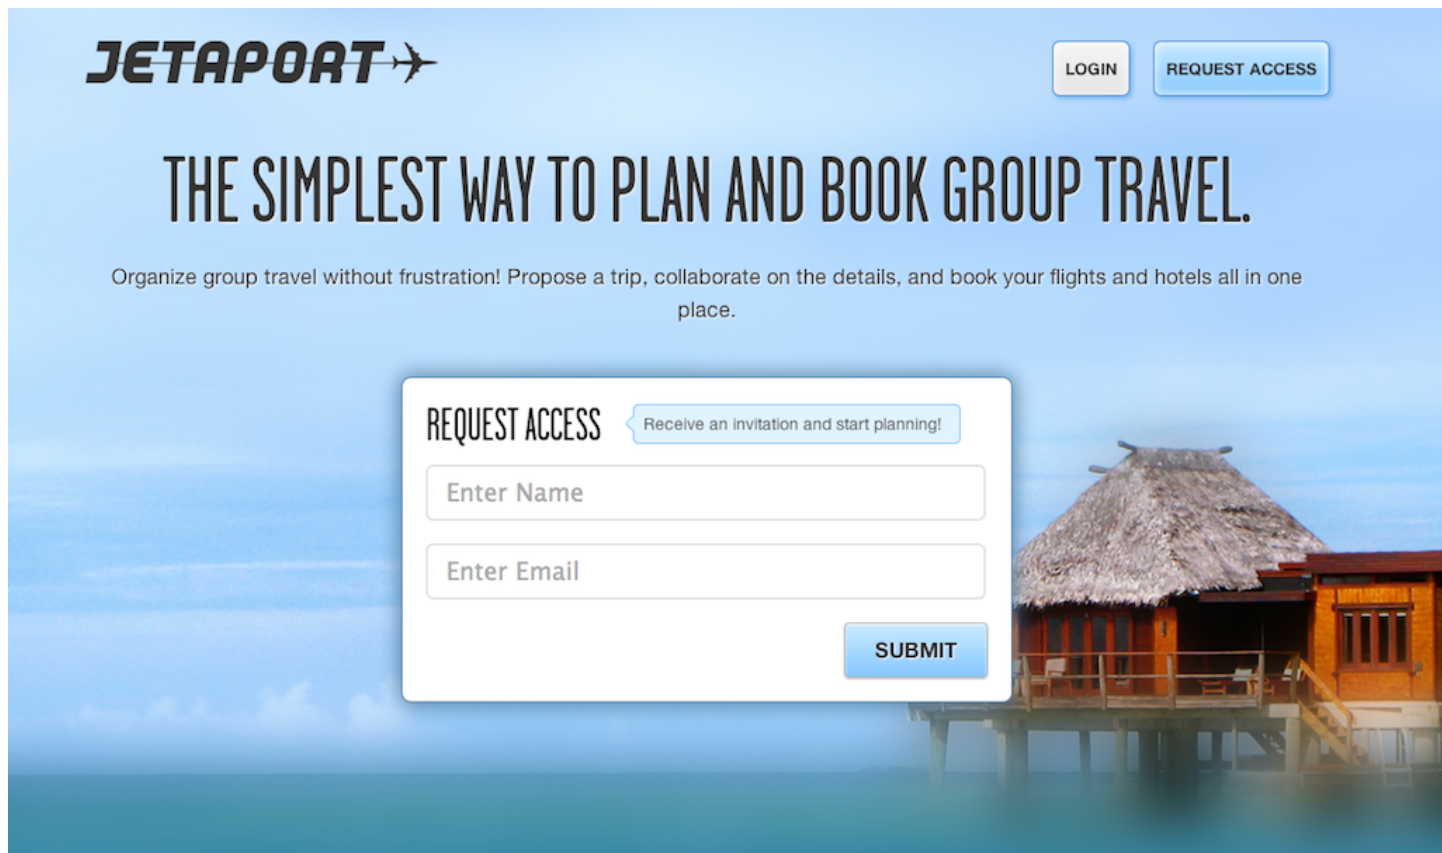 JETAPORT
LOGIN
REQUEST ACCESS
THE SIMPLEST WAY TO PLAN AND BOOK GROUP TRAVEL.
Organize group travel without frustration! Propose a trip, collaborate on the details, and book your flights and hotels all in one
place.
REQUEST ACCESS
Receive an invitation and start planning!
Enter Name
Enter Email
SUBMIT